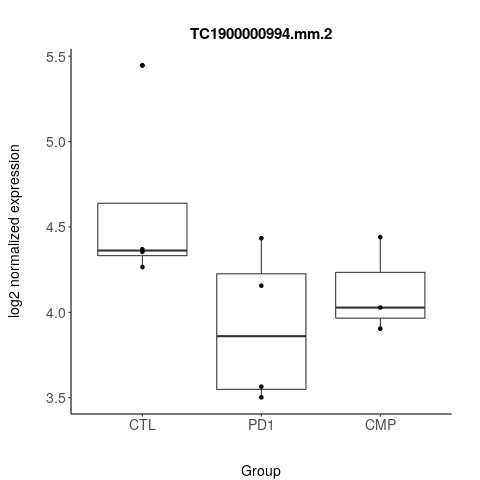 TC1900000994.mm.2
5.5
5.0
4.5
4.0
3.5
log2 normalized expression
CTL PD1 CMP
Group